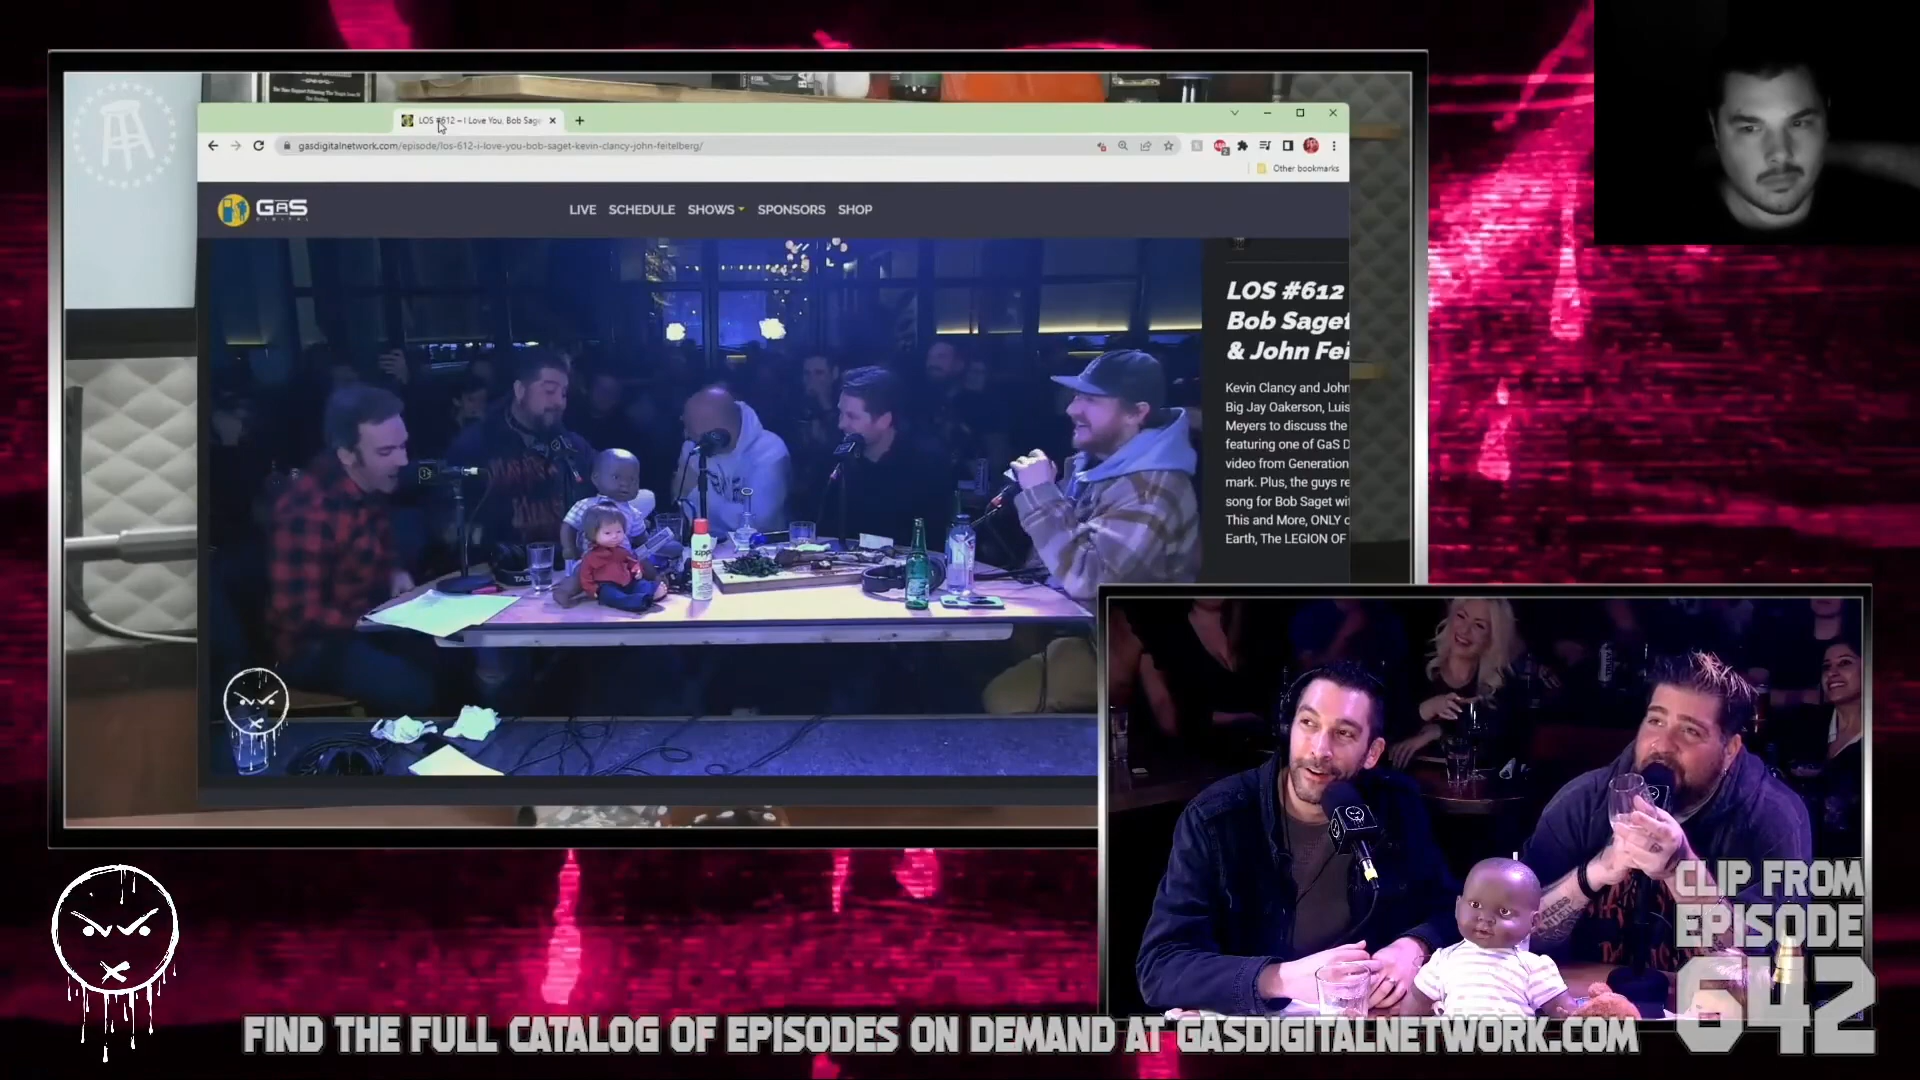 LOS #612 – I Love You, Bob Sage
gasdigitalnetwork.com/episode/los-612-i-love-you-bob-saget-kevin-clancy-john-feitelberg/
Other bookmarks
GaS
DIGITAL
LIVE SCHEDULE SHOWS SPONSORS SHOP
LOS #612
Bob Saget
& John Fei
Kevin Clancy and John
Big Jay Oakerson, Luis
Meyers to discuss the
featuring one of GaS D
video from Generation
mark. Plus, the guys re
song for Bob Saget wi
This and More, ONLY o
Earth, The LEGION OF
zippo
CLIP FROM
EPISODE
642
FIND THE FULL CATALOG OF EPISODES ON DEMAND AT GASDIGITALNETWORK.COM